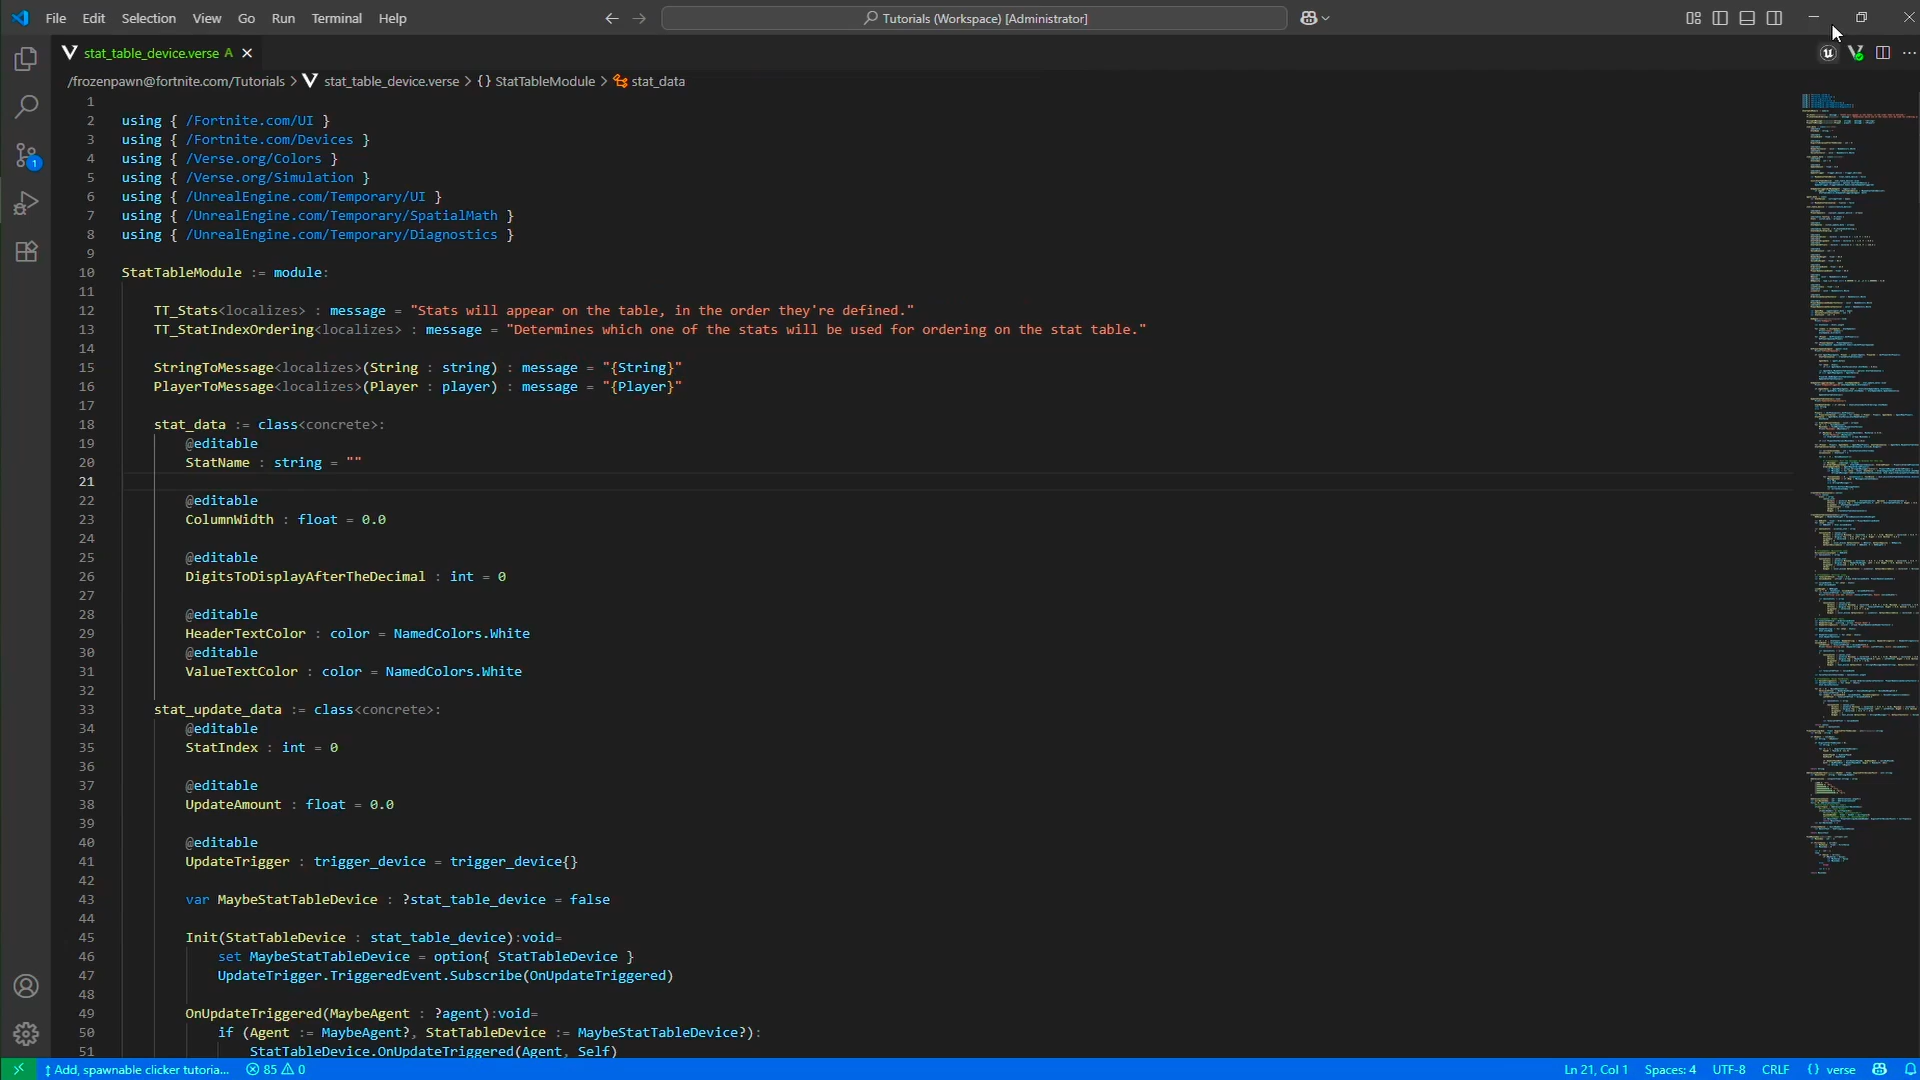 File Edit Selection View Go Run Terminal Help
Tutorials (Workspace) [Administrator]
stat_table_device.verse A
/frozenpawn@fortnite.com/Tutorials > stat_table_device.verse > {} StatTableModule > stat_data
1
2 using { /Fortnite.com/UI }
3 using { /Fortnite.com/Devices }
4 using { /Verse.org/Colors }
5 using { /Verse.org/Simulation }
6 using { /UnrealEngine.com/Temporary/UI }
7 using { /UnrealEngine.com/Temporary/SpatialMath }
8 using { /UnrealEngine.com/Temporary/Diagnostics }
9
10 StatTableModule := module:
11
12 TT_Stats<localizes> : message = "Stats will appear on the table, in the order they're defined."
13 TT_StatIndexOrdering<localizes> : message = "Determines which one of the stats will be used for ordering on the stat table."
14
15 StringToMessage<localizes>(String : string) : message = "{String}"
16 PlayerToMessage<localizes>(Player : player) : message = "{Player}"
17
18 stat_data := class<concrete>:
19 @editable
20 StatName : string = ""
21
22 @editable
23 ColumnWidth : float = 0.0
24
25 @editable
26 DigitsToDisplayAfterTheDecimal : int = 0
27
28 @editable
29 HeaderTextColor : color = NamedColors.White
30 @editable
31 ValueTextColor : color = NamedColors.White
32
33 stat_update_data := class<concrete>:
34 @editable
35 StatIndex : int = 0
36
37 @editable
38 UpdateAmount : float = 0.0
39
40 @editable
41 UpdateTrigger : trigger_device = trigger_device{}
42
43 var MaybeStatTableDevice : ?stat_table_device = false
44
45 Init(StatTableDevice : stat_table_device):void=
46 set MaybeStatTableDevice = option{ StatTableDevice }
47 UpdateTrigger.TriggeredEvent.Subscribe(OnUpdateTriggered)
48
49 OnUpdateTriggered(MaybeAgent : ?agent):void=
50 if (Agent := MaybeAgent?, StatTableDevice := MaybeStatTableDevice?):
51 StatTableDevice.OnUpdateTriggered(Agent, Self)
1
Add, spawnable clicker tutoria... 85 0 Ln 21, Col 1 Spaces: 4 UTF-8 CRLF {} verse